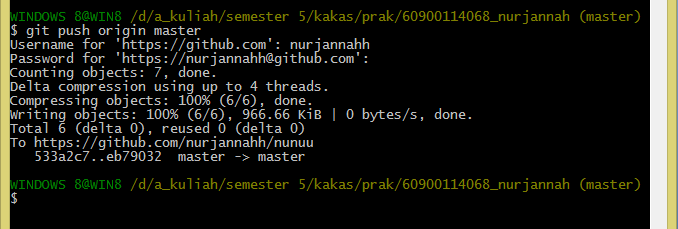 WINDOWS 8@WIN8 /d/a_kuliah/semester 5/kakas/prak/60900114068_nurjannah (master)
$ git push origin master
Username for 'https://github.com': nurjannahh
Password for 'https://nurjannahh@github.com':
Counting objects: 7, done.
Delta compression using up to 4 threads.
Compressing objects: 100% (6/6), done.
Writing objects: 100% (6/6), 966.66 KiB | 0 bytes/s, done.
Total 6 (delta 0), reused 0 (delta 0)
To https://github.com/nurjannahh/nunuu
   533a2c7..eb79032  master -> master
WINDOWS 8@WIN8 /d/a_kuliah/semester 5/kakas/prak/60900114068_nurjannah (master)
$